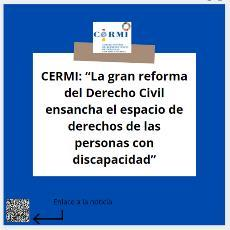 CERMI
CERMI: “La gran reforma
del Derecho Civil
ensancha el espacio de
derechos de las
personas con
discapacidad”
Enlace a la noticia